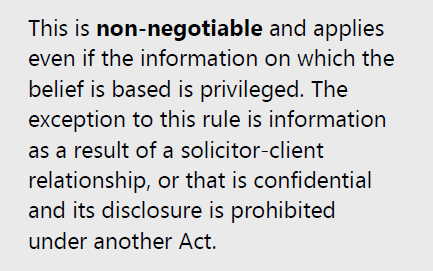 This is non-negotiable and applies
even if the information on which the
belief is based is privileged. The
exception to this rule is information
as a result of a solicitor-client
relationship, or that is confidential
and its disclosure is prohibited
under another Act.